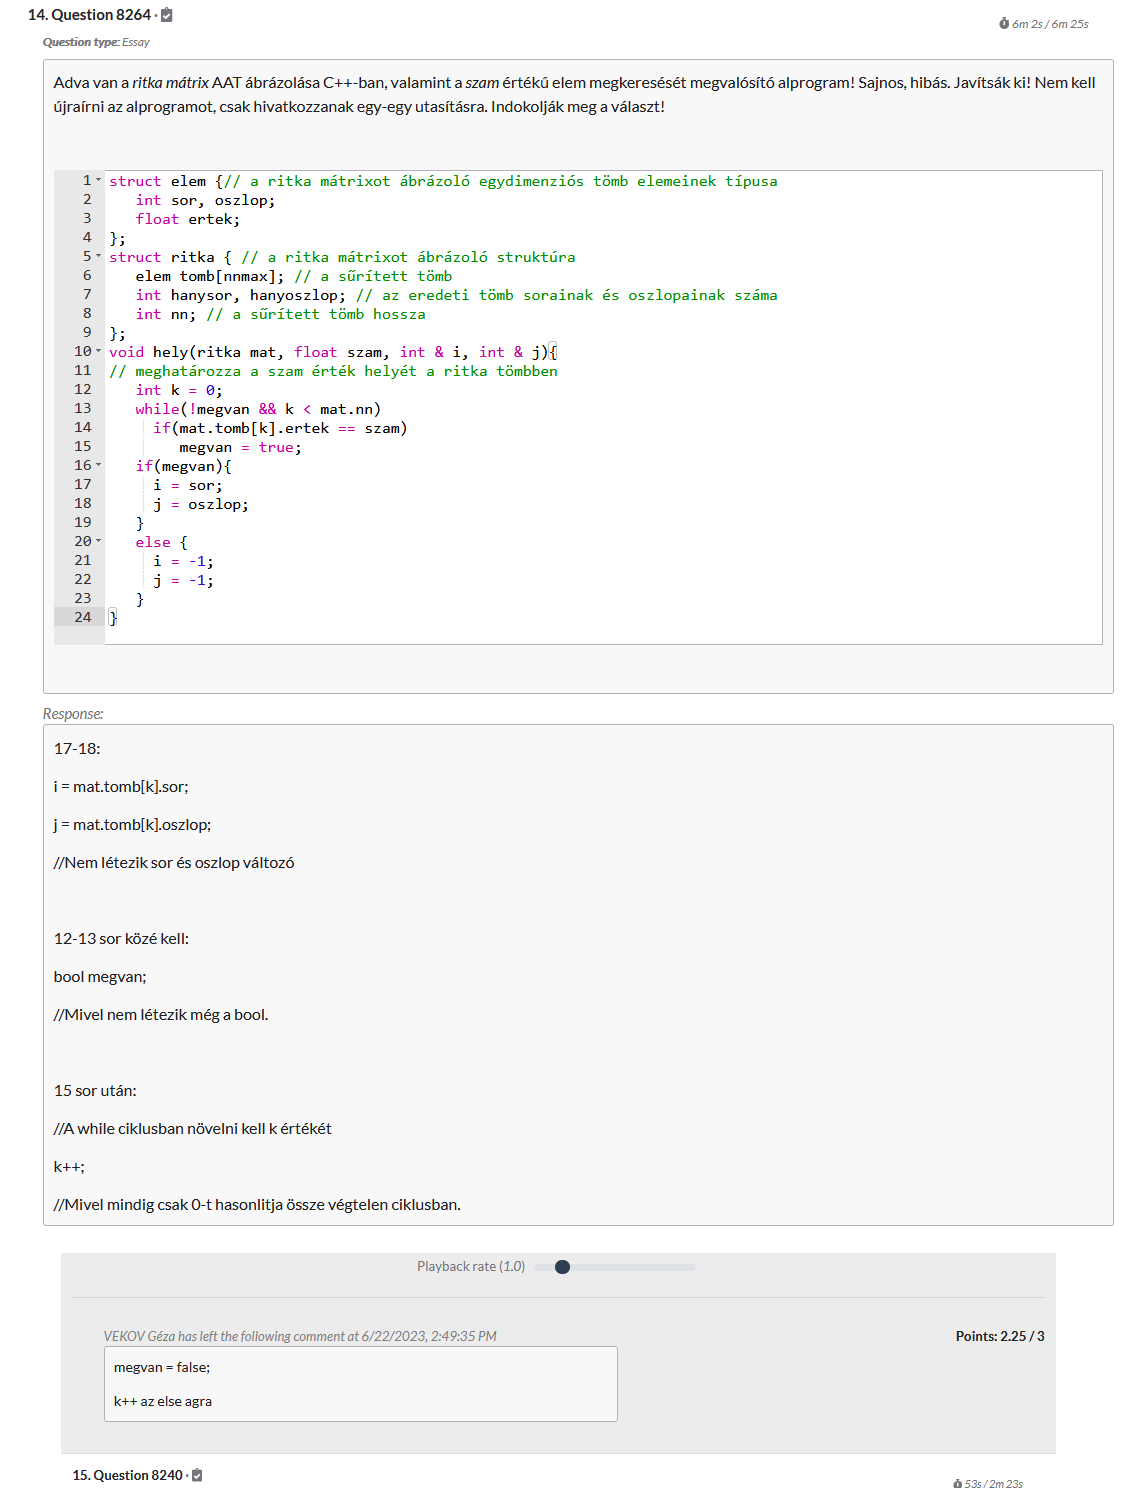 14. Question 8264 ·
6m 2s / 6m 25s
Question type: Essay
Adva van a ritka mátrix AAT ábrázolása C++-ban, valamint a szam értékű elem megkeresését megvalósító alprogram! Sajnos, hibás. Javítsák ki! Nem kell
újraírni az alprogramot, csak hivatkozzanak egy-egy utasításra. Indokolják meg a választ!
1 struct elem {// a ritka mátrixot ábrázoló egydimenziós tömb elemeinek típusa
2 int sor, oszlop;
3 float ertek;
4 };
5 struct ritka { // a ritka mátrixot ábrázoló struktúra
6 elem tomb[nnmax]; // a sűrített tömb
7 int hanysor, hanyoszlop; // az eredeti tömb sorainak és oszlopainak száma
8 int nn; // a sűrített tömb hossza
9 };
10 void hely(ritka mat, float szam, int & i, int & j){
11 // meghatározza a szam érték helyét a ritka tömbben
12 int k = 0;
13 while(!megvan && k < mat.nn)
14 if(mat.tomb[k].ertek == szam)
15 megvan = true;
16 if(megvan){
17 i = sor;
18 j = oszlop;
19 }
20 else {
21 i = -1;
22 j = -1;
23 }
24 }
Response:
17-18:
i = mat.tomb[k].sor;
j = mat.tomb[k].oszlop;
//Nem létezik sor és oszlop változó
12-13 sor közé kell:
bool megvan;
//Mivel nem létezik még a bool.
15 sor után:
//A while ciklusban növelni kell k értékét
k++;
//Mivel mindig csak 0-t hasonlitja össze végtelen ciklusban.
Playback rate (1.0)
VEKOV Géza has left the following comment at 6/22/2023, 2:49:35 PM
Points: 2.25 / 3
megvan = false;
k++ az else agra
15. Question 8240 ·
53s / 2m 23s